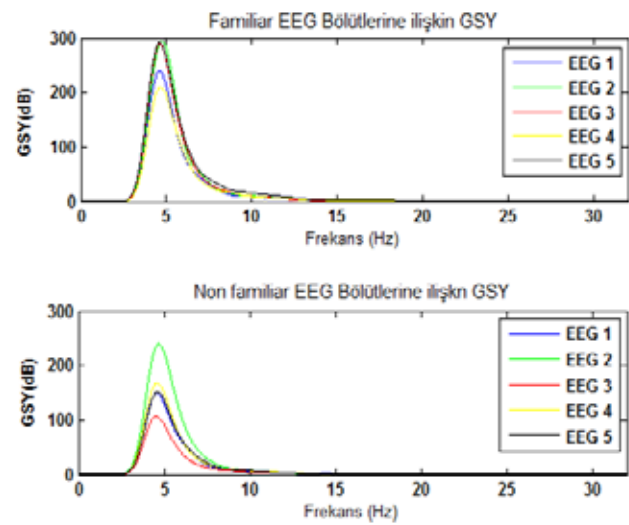 Familiar EEG Bölütlerine ilişkin GSY
300
200
100
0
GSY(dB)
EEG 1
EEG 2
EEG 3
EEG 4
EEG 5
0 5 10 15 20 25 30
Frekans (Hz)
Non familiar EEG Bölütlerine ilişkn GSY
300
200
100
0
GSY(dB)
EEG 1
EEG 2
EEG 3
EEG 4
EEG 5
0 5 10 15 20 25 30
Frekans (Hz)